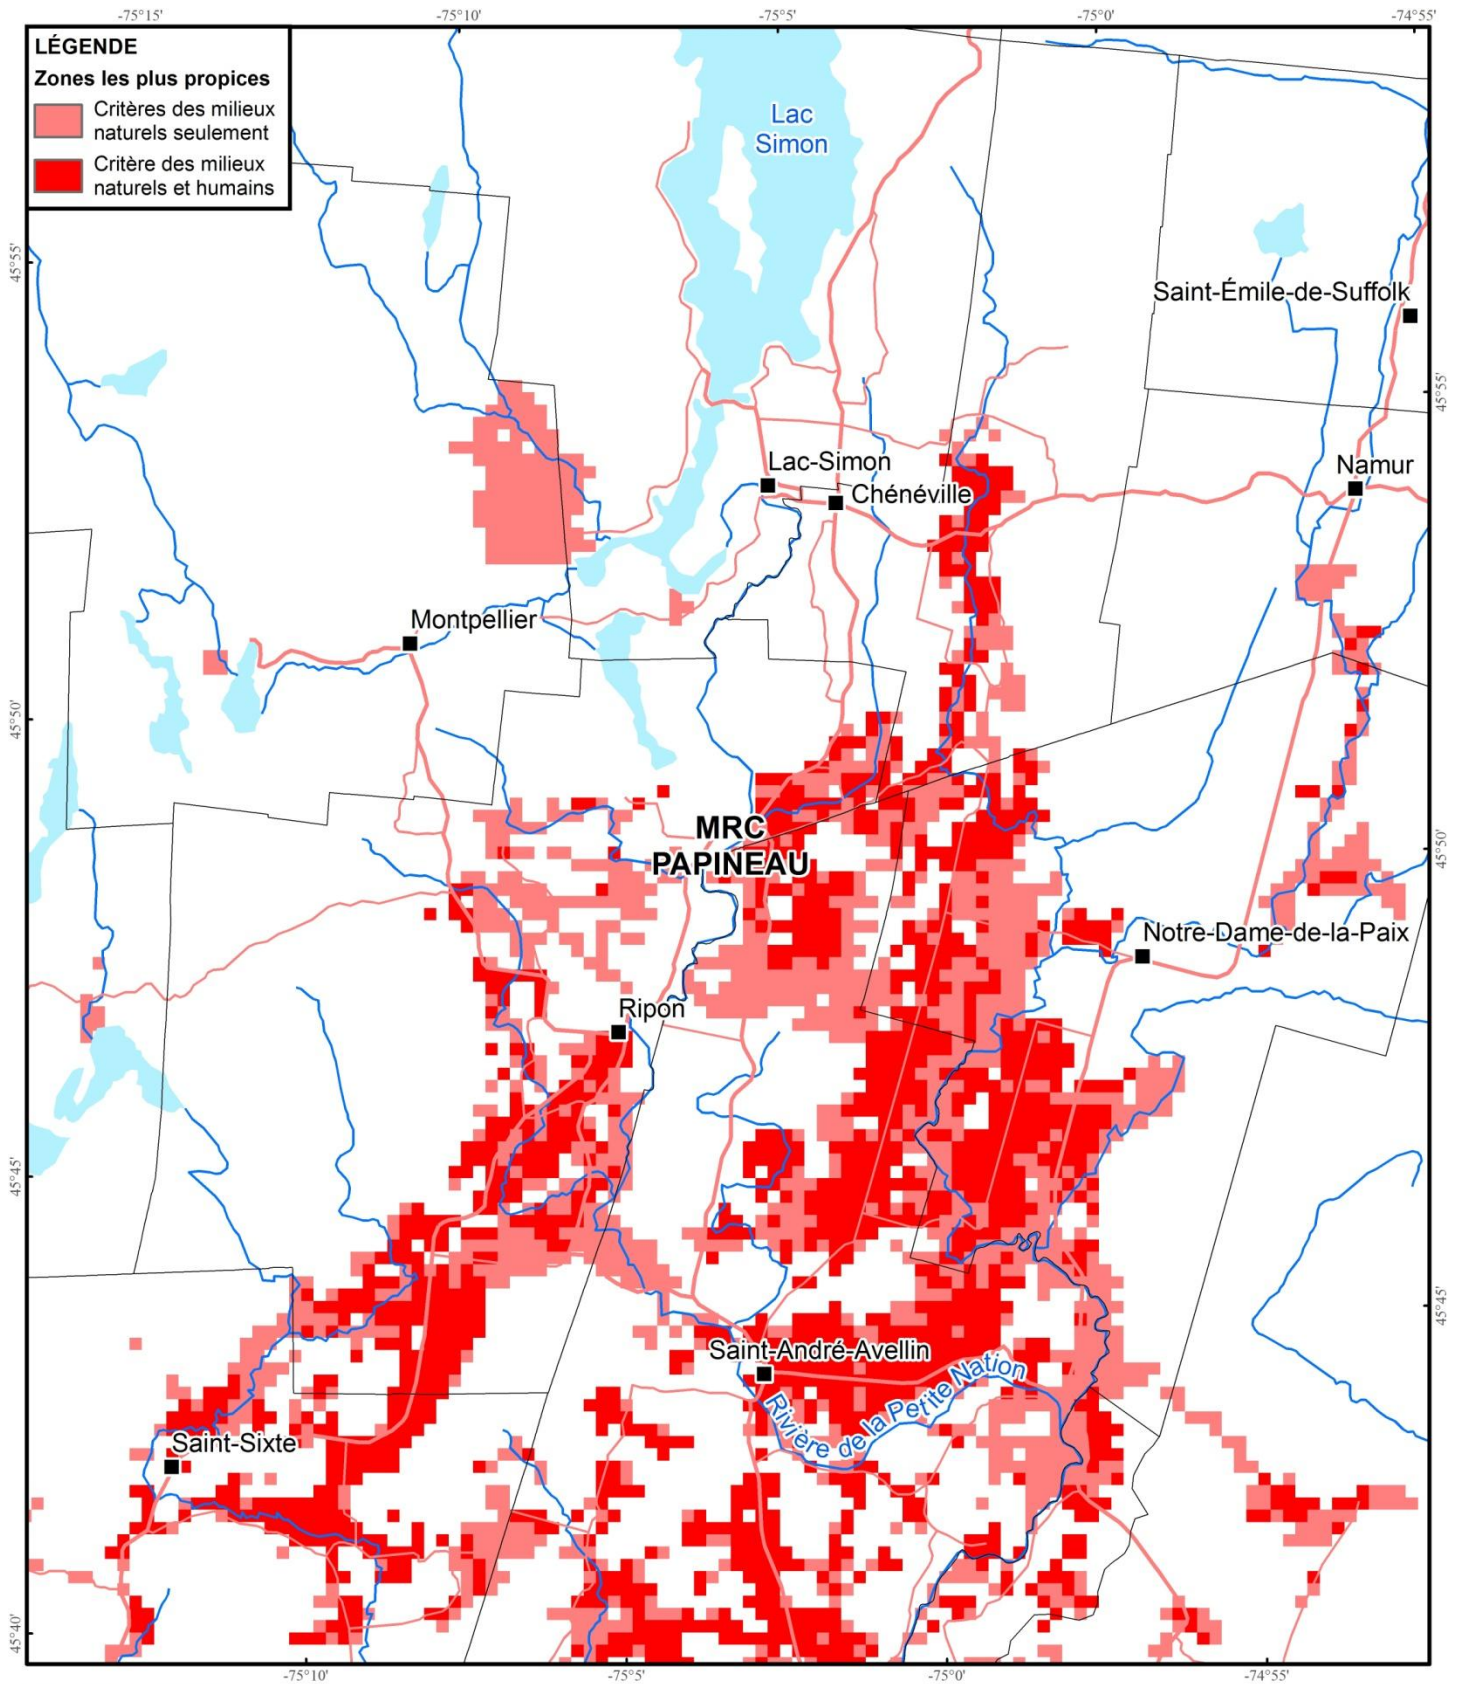 -75°15'
-75°10'
-75°5'
-75°0'
-74°55'
LÉGENDE
Zones les plus propices
Critères des milieux
naturels seulement
Critère des milieux
naturels et humains
Lac
Simon
45°55'
Saint-Émile-de-Suffolk
45°55'
Lac-Simon
Namur
Chénéville
Montpellier
45°50'
MRC
PAPINEAU
45°50'
Notre-Dame-de-la-Paix
Ripon
45°45'
45°45'
Saint-André-Avellin
Rivière de la Petite Nation
Saint-Sixte
45°40'
-75°10'
-75°5'
-75°0'
-74°55'